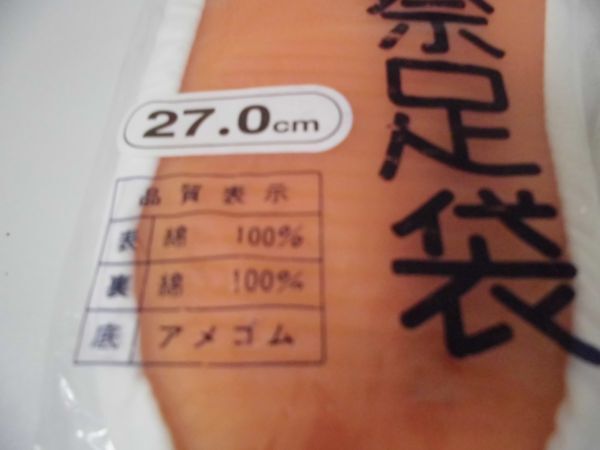 祭足袋
27.0cm
品質表示
表 綿 100%
裏 綿 100%
底 アメゴム